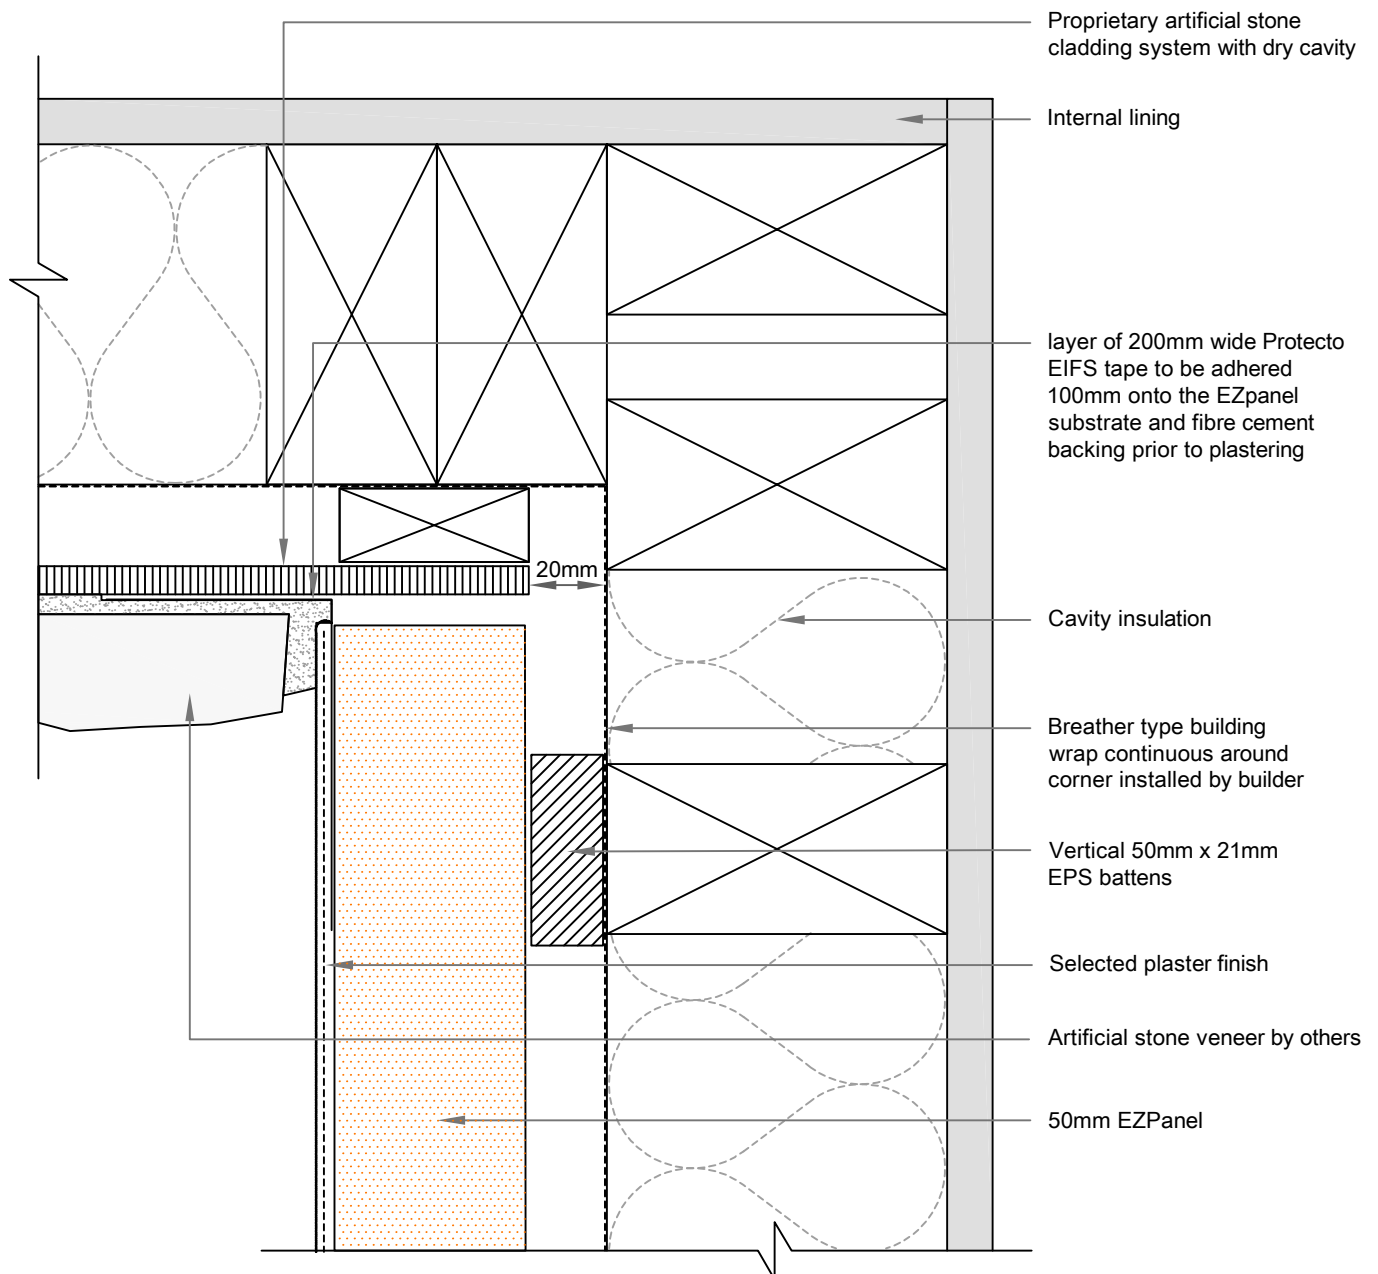 Proprietary artificial stone
cladding system with dry cavity
Internal lining
layer of 200mm wide Protecto
EIFS tape to be adhered
100mm onto the EZpanel
substrate and fibre cement
backing prior to plastering
20mm
Cavity insulation
Breather type building
wrap continuous around
corner installed by builder
Vertical 50mm x 21mm
EPS battens
Selected plaster finish
Artificial stone veneer by others
50mm EZPanel